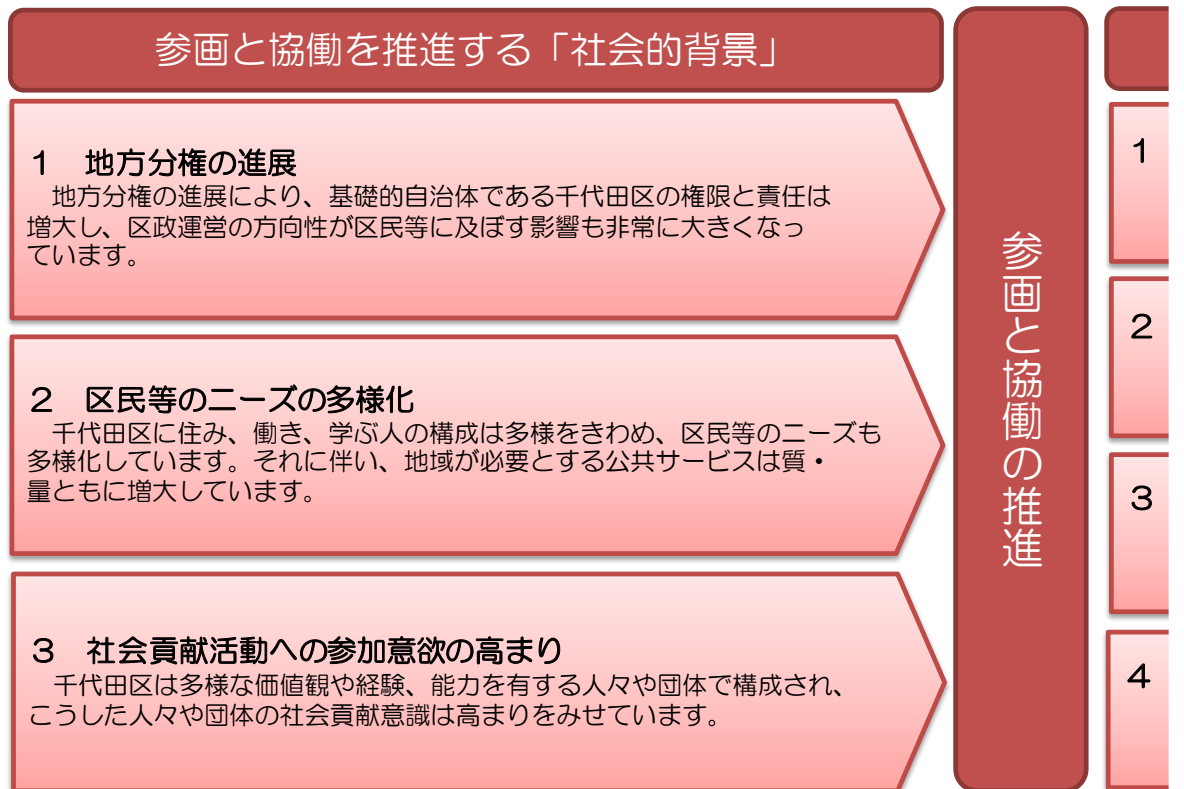 参画と協働を推進する「社会的背景」
1　地方分権の進展
　地方分権の進展により、基礎的自治体である千代田区の権限と責任は
増大し、区政運営の方向性が区民等に及ぼす影響も非常に大きくなっ
ています。
2　区民等のニーズの多様化
　千代田区に住み、働き、学ぶ人の構成は多様をきわめ、区民等のニーズも
多様化しています。それに伴い、地域が必要とする公共サービスは質・
量ともに増大しています。
3　社会貢献活動への参加意欲の高まり
　千代田区は多様な価値観や経験、能力を有する人々や団体で構成され、
こうした人々や団体の社会貢献意識は高まりをみせています。
参画と協働の推進
1
2
3
4